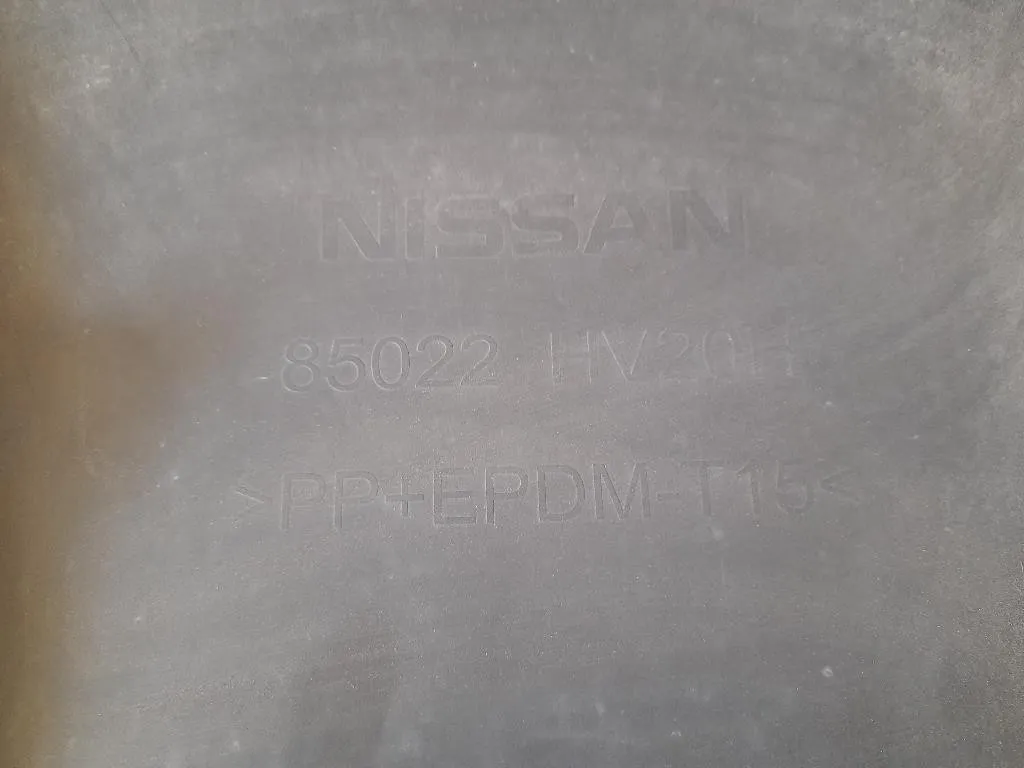 NISSAN
85022 HV20H
>PP+EPDM-T15<